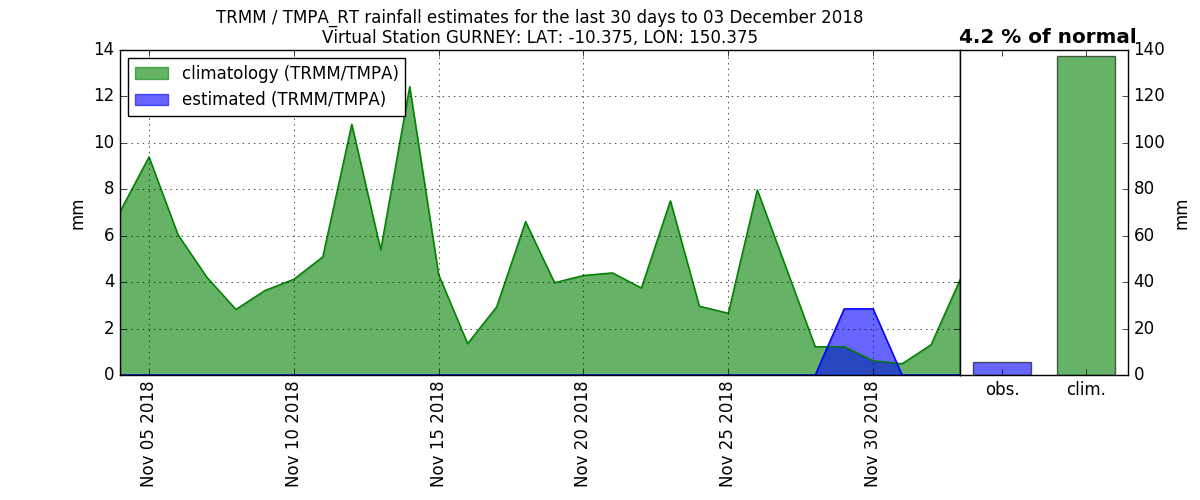 TRMM / TMPA_RT rainfall estimates for the last 30 days to 03 December 2018
Virtual Station GURNEY: LAT: -10.375, LON: 150.375
4.2 % of normal
climatology (TRMM/TMPA)
estimated (TRMM/TMPA)
mm
14
12
10
8
6
4
2
0
Nov 05 2018
Nov 10 2018
Nov 15 2018
Nov 20 2018
Nov 25 2018
Nov 30 2018
obs.
clim.
140
120
100
80
60
40
20
0
mm